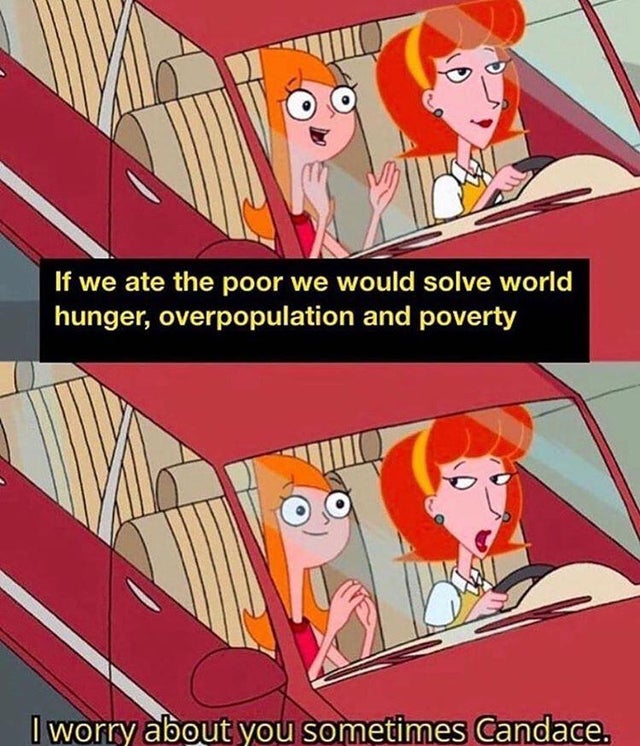 If we ate the poor we would solve world
hunger, overpopulation and poverty
I worry about you sometimes Candace.